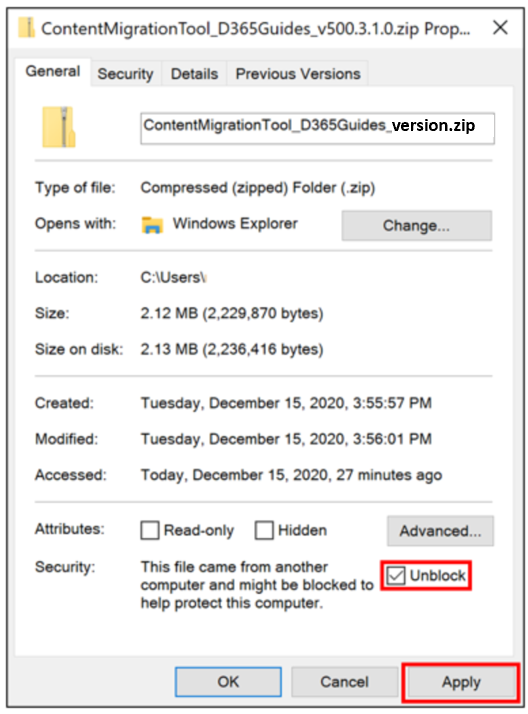 ContentMigrationTool_D365Guides_v500.3.1.0.zip Prop...
General Security Details Previous Versions
ContentMigrationTool_D365Guides_version.zip
Type of file: Compressed (zipped) Folder (.zip)
Opens with: Windows Explorer Change...
Location: C:\Users\
Size: 2.12 MB (2,229,870 bytes)
Size on disk: 2.13 MB (2,236,416 bytes)
Created: Tuesday, December 15, 2020, 3:55:57 PM
Modified: Tuesday, December 15, 2020, 3:56:01 PM
Accessed: Today, December 15, 2020, 27 minutes ago
Attributes: Read-only Hidden Advanced...
Security: This file came from another
computer and might be blocked to Unblock
help protect this computer.
OK Cancel Apply